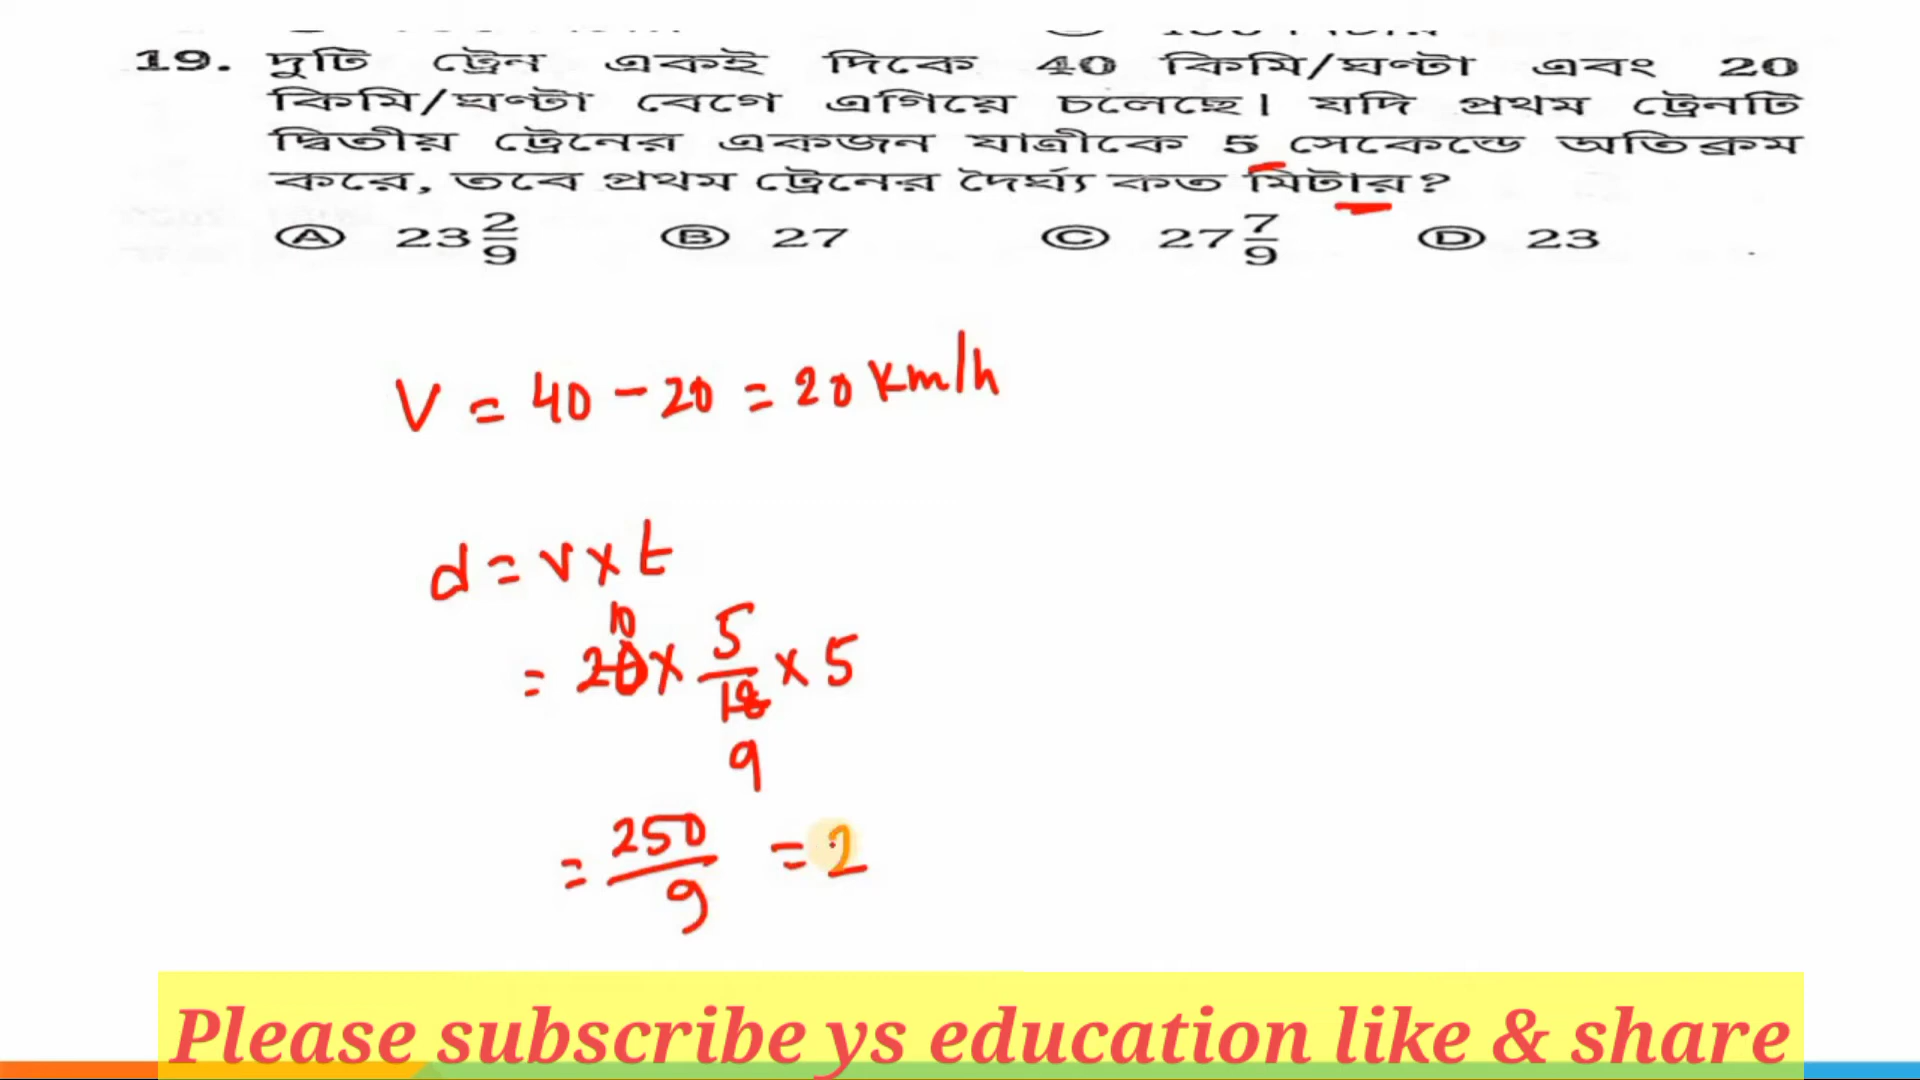 19. দুটি ট্রেন একই দিকে 40 কিমি/ঘণ্টা এবং 20
কিমি/ঘণ্টা বেগে এগিয়ে চলেছে। যদি প্রথম ট্রেনটি
দ্বিতীয় ট্রেনের একজন যাত্রীকে 5 সেকেন্ডে অতিক্রম
করে, তবে প্রথম ট্রেনের দৈর্ঘ্য কত মিটার?
A 23 2/9 B 27 C 27 7/9 D 23
V = 40 - 20 = 20 km/h
d = v x t
10
= 20 x 5/18 x 5
9
= 250/9 = 2
Please subscribe ys education like & share